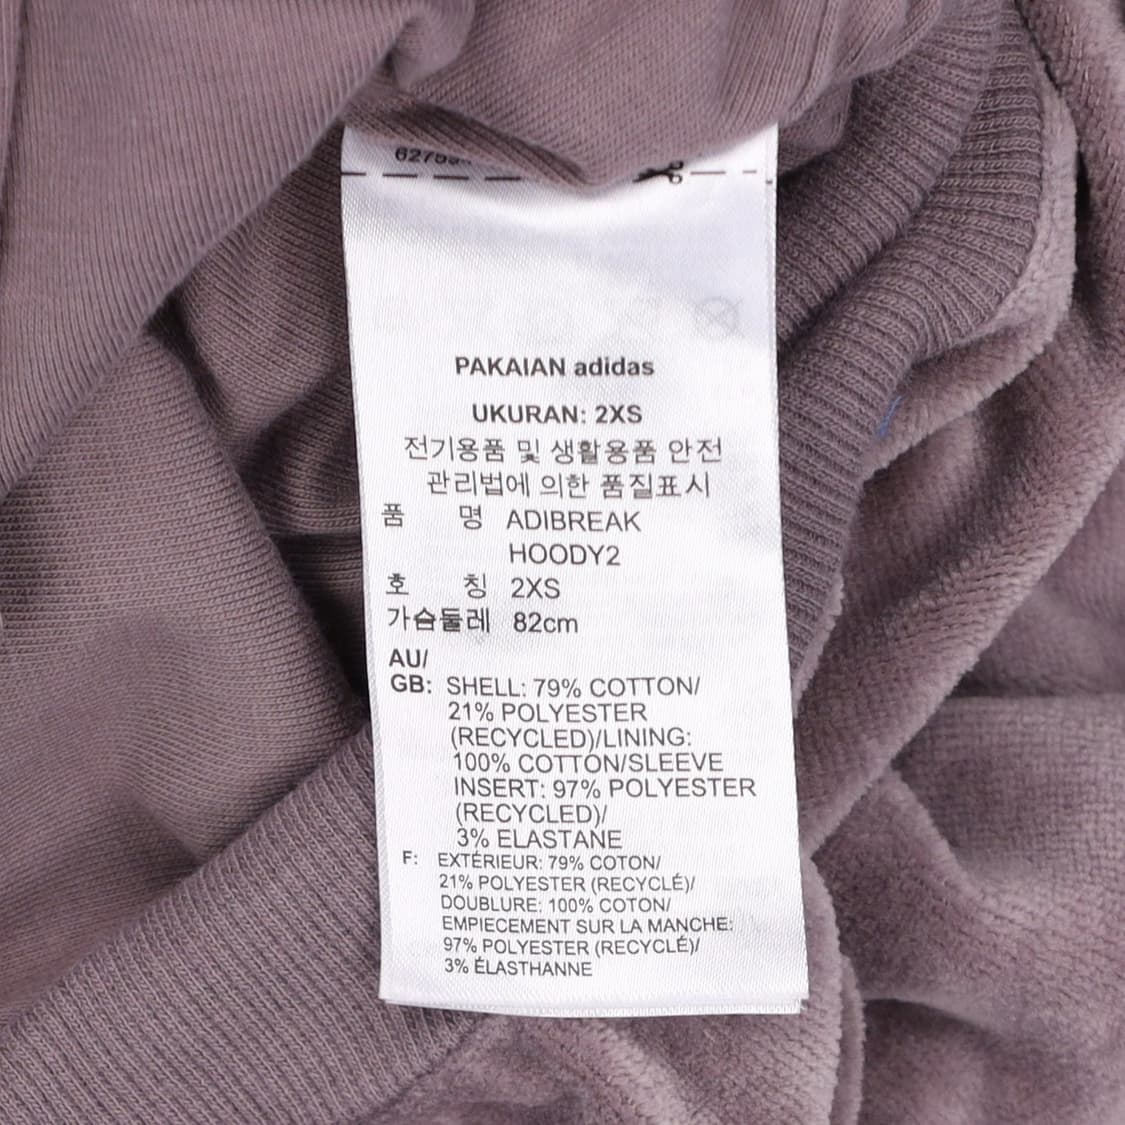 PAKAIAN adidas
UKURAN: 2XS
전기용품 및 생활용품 안전
관리법에 의한 품질표시
품 명 ADIBREAK
HOODY2
호 칭 2XS
가슴둘레 82cm
AU/
GB: SHELL: 79% COTTON/
21% POLYESTER
(RECYCLED)/LINING:
100% COTTON/SLEEVE
INSERT: 97% POLYESTER
(RECYCLED)/
3% ELASTANE
F: EXTÉRIEUR: 79% COTON/
21% POLYESTER (RECYCLÉ)/
DOUBLURE: 100% COTON/
EMPIECEMENT SUR LA MANCHE:
97% POLYESTER (RECYCLÉ)/
3% ÉLASTHANNE